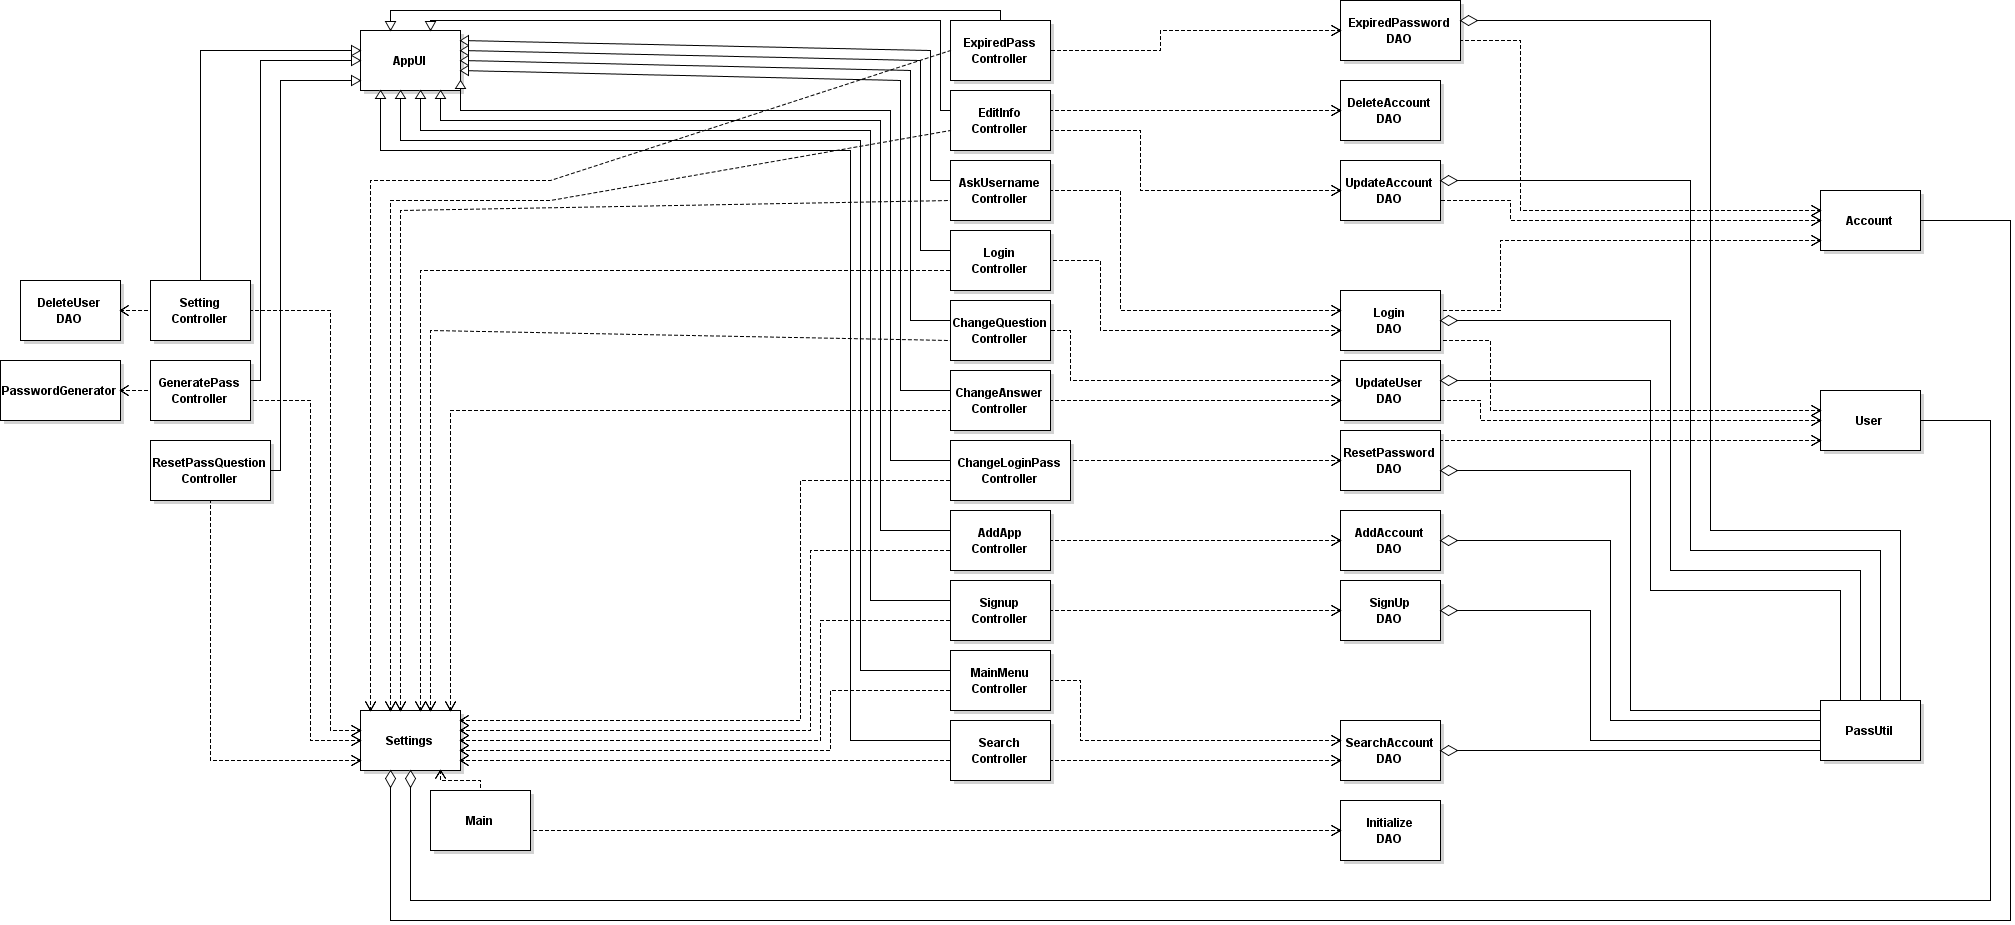 ExpiredPassword
DAO
AppUI
ExpiredPass
Controller
DeleteAccount
DAO
EditInfo
Controller
UpdateAccount
DAO
AskUsername
Controller
Account
Login
Controller
DeleteUser
DAO
Setting
Controller
Login
DAO
ChangeQuestion
Controller
PasswordGenerator
GeneratePass
Controller
UpdateUser
DAO
ChangeAnswer
Controller
User
ResetPassQuestion
Controller
ChangeLoginPass
Controller
ResetPassword
DAO
AddApp
Controller
AddAccount
DAO
Signup
Controller
SignUp
DAO
MainMenu
Controller
Settings
Search
Controller
SearchAccount
DAO
PassUtil
Main
Initialize
DAO